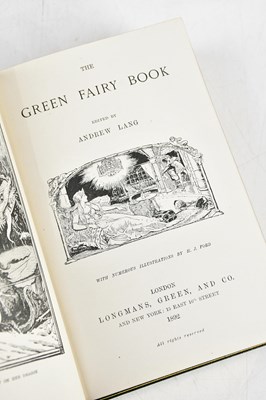 THE
GREEN FAIRY BOOK
EDITED BY
ANDREW LANG
WITH NUMEROUS ILLUSTRATIONS BY H. J. FORD
LONDON
LONGMANS, GREEN, AND CO.
AND NEW YORK: 15 EAST 16th STREET
1892
All rights reserved